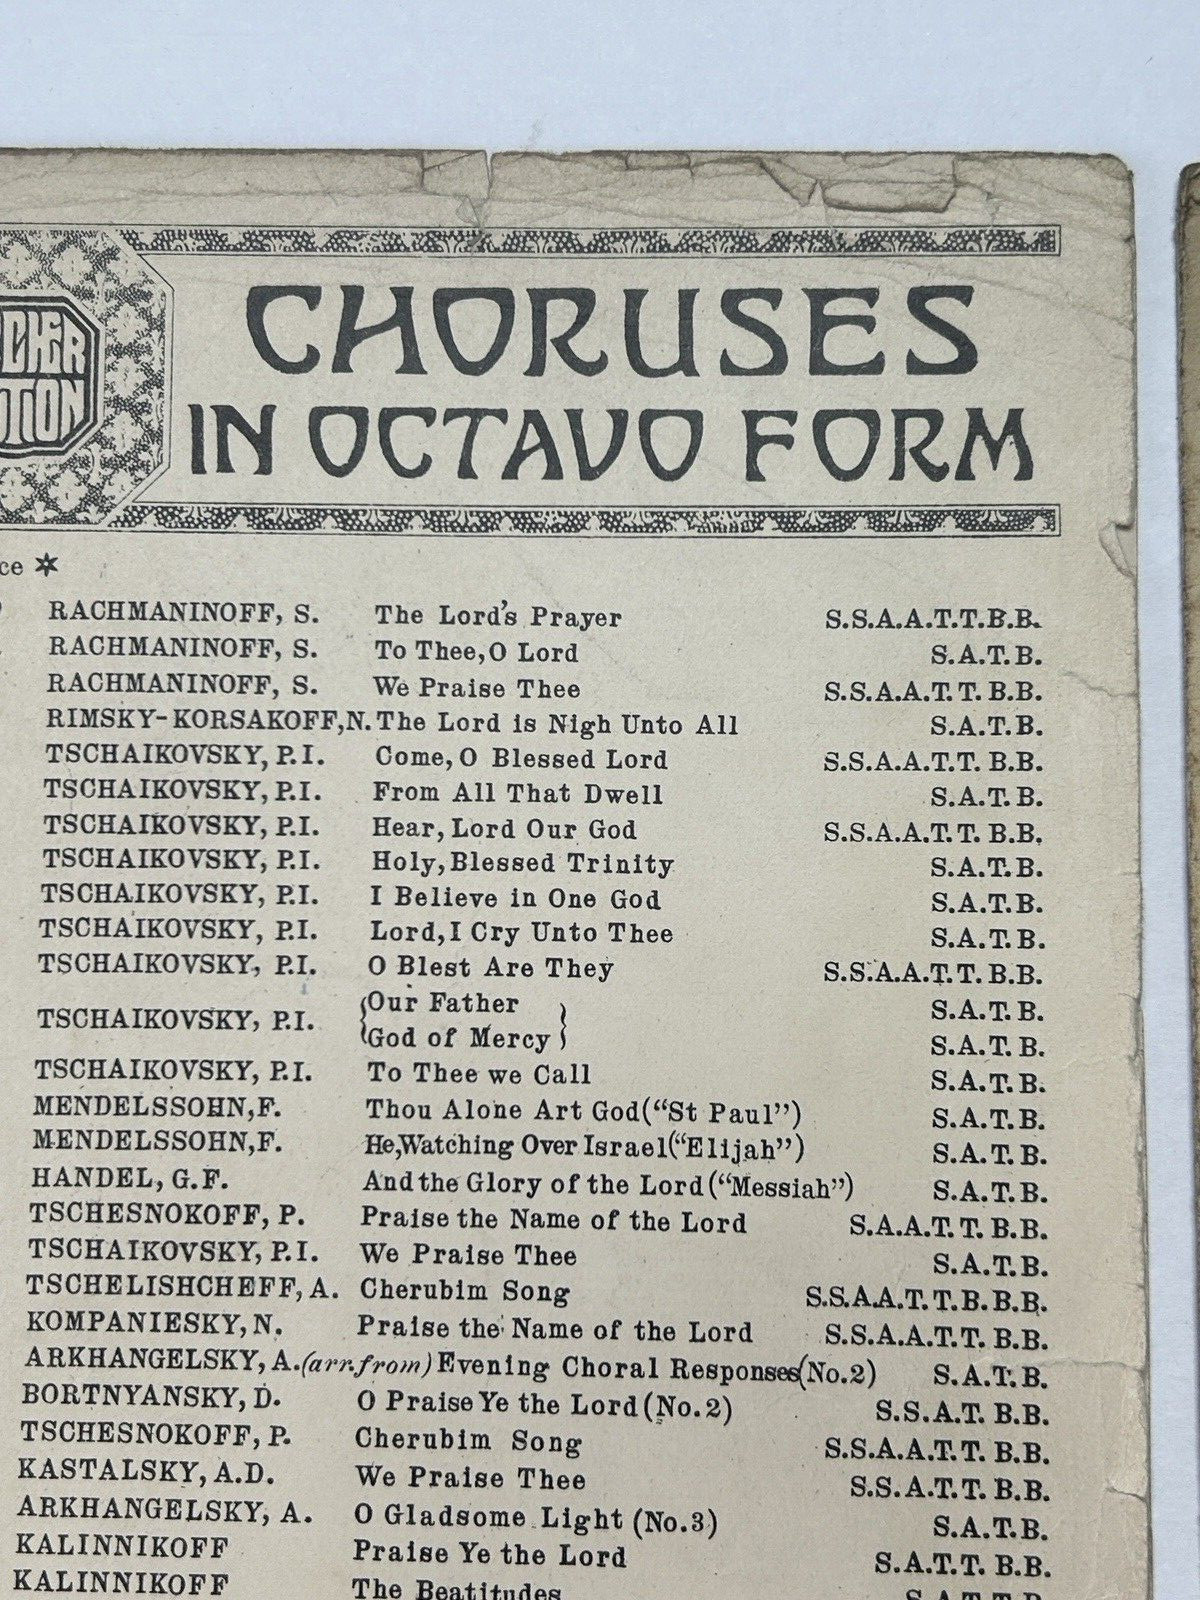 CHORUSES
IN OCTAVO FORM
RACHMANINOFF, S. The Lord's Prayer S.S.A.A.T.T.B.B.
RACHMANINOFF, S. To Thee, O Lord S.A.T.B.
RACHMANINOFF, S. We Praise Thee S.S.A.A.T.T.B.B.
RIMSKY-KORSAKOFF, N. The Lord is Nigh Unto All S.A.T.B.
TSCHAIKOVSKY, P.I. Come, O Blessed Lord S.S.A.A.T.T.B.B.
TSCHAIKOVSKY, P.I. From All That Dwell S.A.T.B.
TSCHAIKOVSKY, P.I. Hear, Lord Our God S.S.A.A.T.T.B.B.
TSCHAIKOVSKY, P.I. Holy, Blessed Trinity S.A.T.B.
TSCHAIKOVSKY, P.I. I Believe in One God S.A.T.B.
TSCHAIKOVSKY, P.I. Lord, I Cry Unto Thee S.A.T.B.
TSCHAIKOVSKY, P.I. O Blest Are They S.S.A.A.T.T.B.B.
TSCHAIKOVSKY, P.I. {Our Father} S.A.T.B.
{God of Mercy} S.A.T.B.
TSCHAIKOVSKY, P.I. To Thee we Call S.A.T.B.
MENDELSSOHN, F. Thou Alone Art God ("St Paul") S.A.T.B.
MENDELSSOHN, F. He, Watching Over Israel ("Elijah") S.A.T.B.
HANDEL, G.F. And the Glory of the Lord ("Messiah") S.A.T.B.
TSCHESNOKOFF, P. Praise the Name of the Lord S.A.A.T.T.B.B.
TSCHAIKOVSKY, P.I. We Praise Thee S.A.T.B.
TSCHELISHCHEFF, A. Cherubim Song S.S.A.A.T.T.B.B.B.
KOMPANIESKY, N. Praise the Name of the Lord S.S.A.A.T.T.B.B.
ARKHANGELSKY, A. (arr. from) Evening Choral Responses (No. 2) S.A.T.B.
BORTNYANSKY, D. O Praise Ye the Lord (No. 2) S.S.A.T.B.B.
TSCHESNOKOFF, P. Cherubim Song S.S.A.A.T.T.B.B.
KASTALSKY, A.D. We Praise Thee S.S.A.T.T.B.B.
ARKHANGELSKY, A. O Gladsome Light (No. 3) S.A.T.B.
KALINNIKOFF Praise Ye the Lord S.A.T.T.B.B.
KALINNIKOFF The Beatitudes